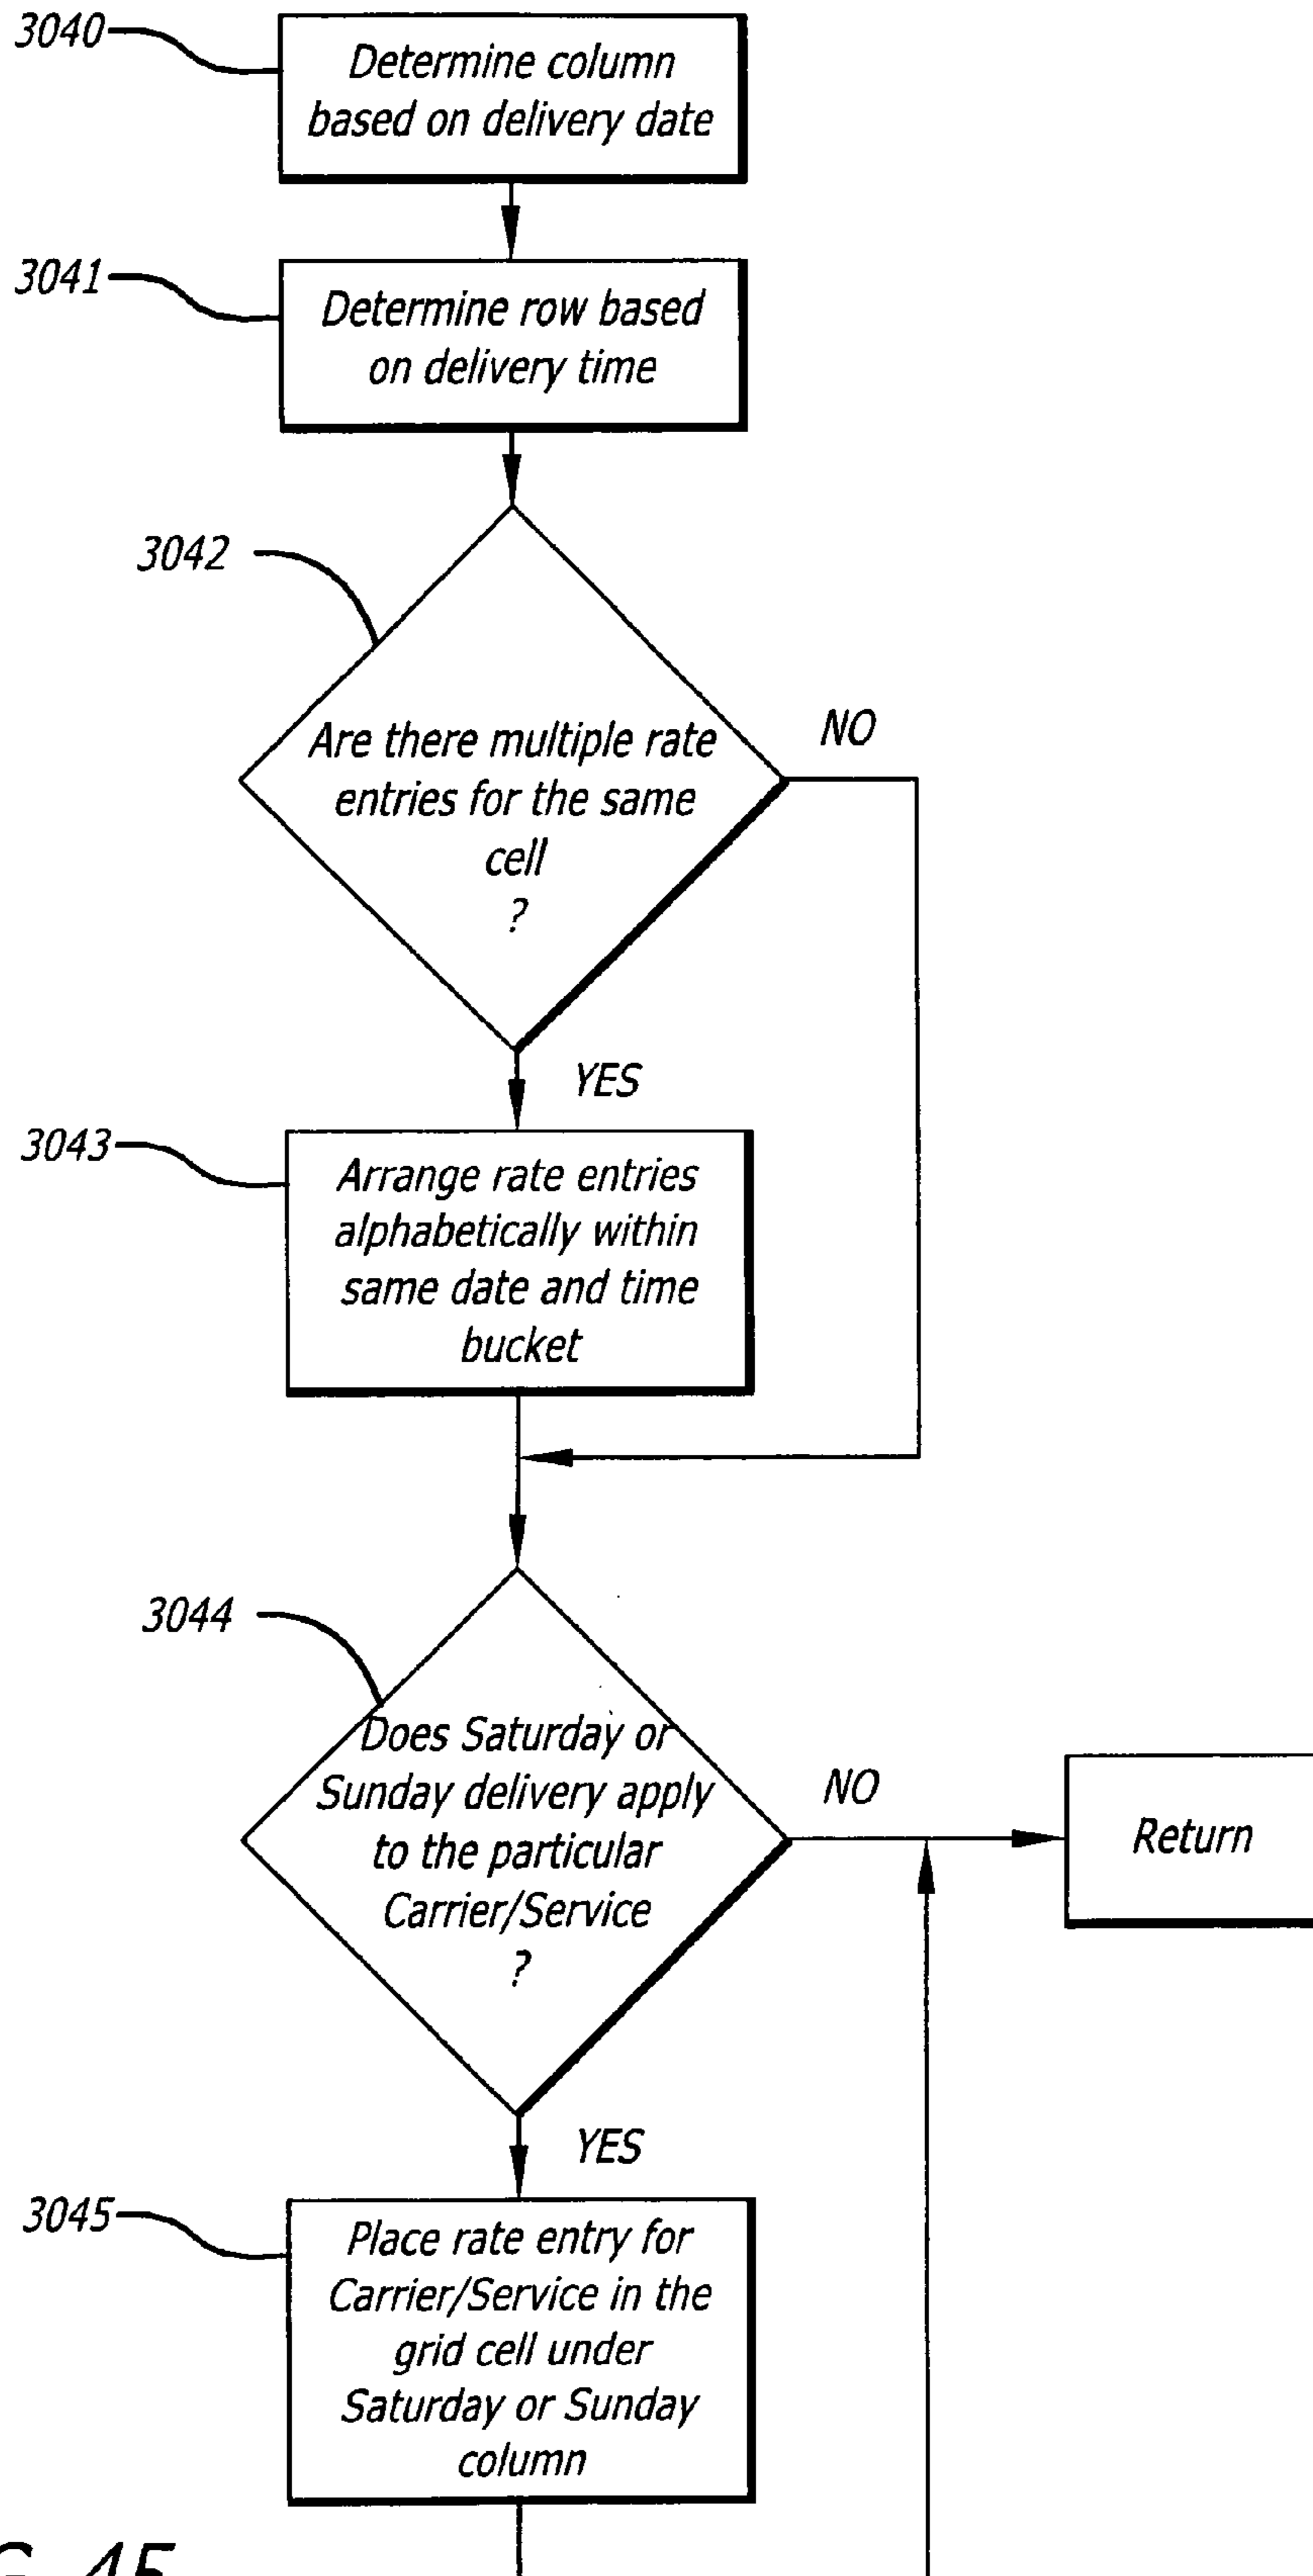 3040
Determine column
based on delivery date
3041
Determine row based
on delivery time
3042
Are there multiple rate
entries for the same
cell
?
NO
YES
3043
Arrange rate entries
alphabetically within
same date and time
bucket
3044
Does Saturday or
Sunday delivery apply
to the particular
Carrier/Service
?
NO
Return
YES
3045
Place rate entry for
Carrier/Service in the
grid cell under
Saturday or Sunday
column